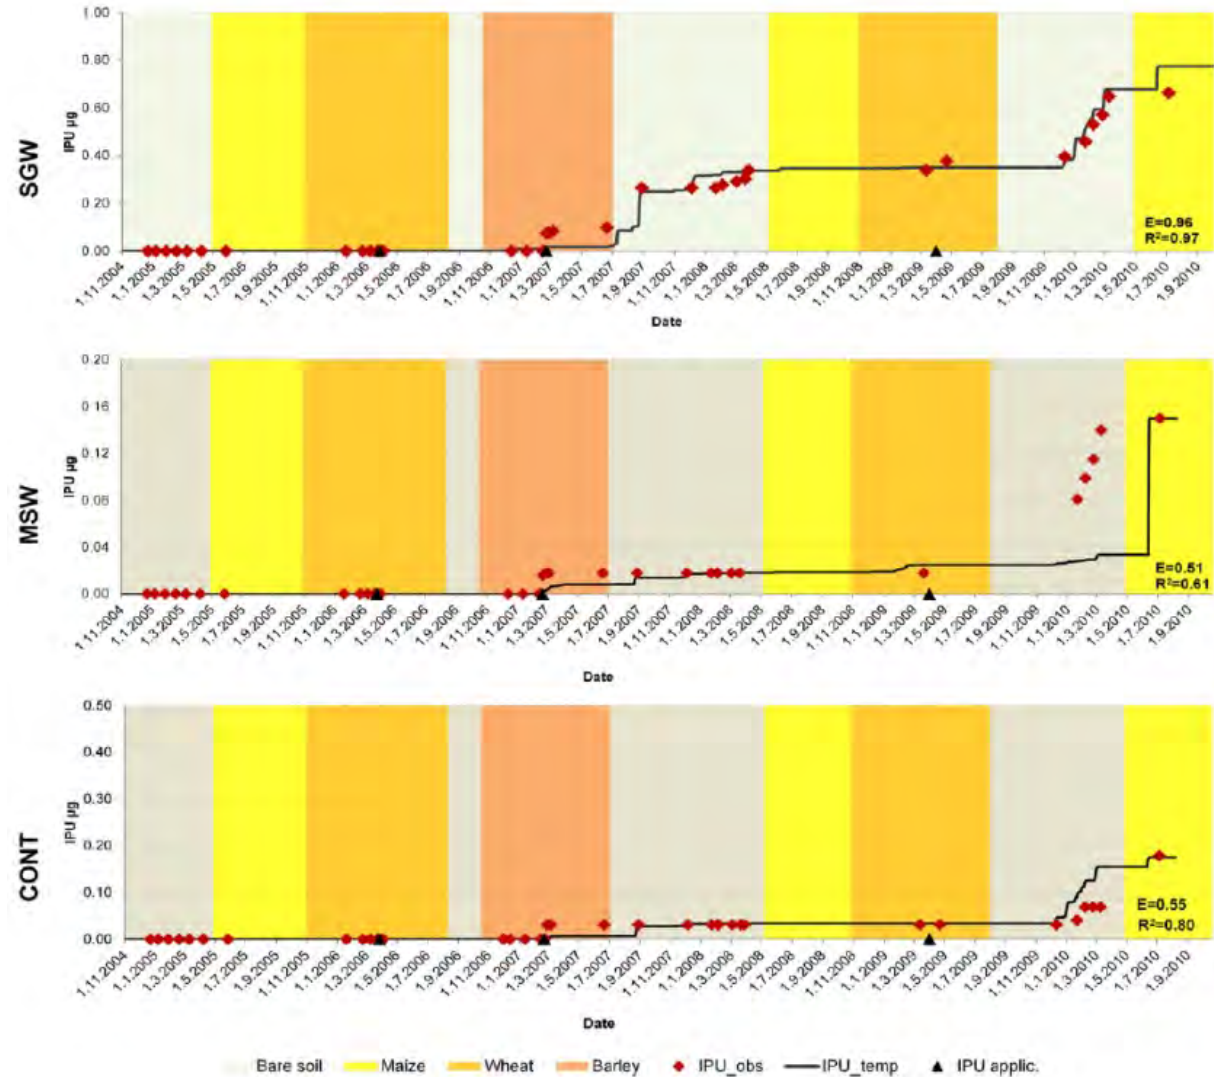 1.00
0.80
0.60
0.40
0.20
0.00
IPU µg
SGW
E=0.96
R²=0.97
1.11.2004 1.1.2005 1.3.2005 1.5.2005 1.7.2005 1.9.2005 1.11.2005 1.1.2006 1.3.2006 1.5.2006 1.7.2006 1.9.2006 1.11.2006 1.1.2007 1.3.2007 1.5.2007 1.7.2007 1.9.2007 1.11.2007 1.1.2008 1.3.2008 1.5.2008 1.7.2008 1.9.2008 1.11.2008 1.1.2009 1.3.2009 1.5.2009 1.7.2009 1.9.2009 1.11.2009 1.1.2010 1.3.2010 1.5.2010 1.7.2010 1.9.2010
Date
0.20
0.16
0.12
0.08
0.04
0.00
IPU µg
MSW
E=0.51
R²=0.61
1.11.2004 1.1.2005 1.3.2005 1.5.2005 1.7.2005 1.9.2005 1.11.2005 1.1.2006 1.3.2006 1.5.2006 1.7.2006 1.9.2006 1.11.2006 1.1.2007 1.3.2007 1.5.2007 1.7.2007 1.9.2007 1.11.2007 1.1.2008 1.3.2008 1.5.2008 1.7.2008 1.9.2008 1.11.2008 1.1.2009 1.3.2009 1.5.2009 1.7.2009 1.9.2009 1.11.2009 1.1.2010 1.3.2010 1.5.2010 1.7.2010 1.9.2010
Date
0.50
0.40
0.30
0.20
0.10
0.00
IPU µg
CONT
E=0.55
R²=0.80
1.11.2004 1.1.2005 1.3.2005 1.5.2005 1.7.2005 1.9.2005 1.11.2005 1.1.2006 1.3.2006 1.5.2006 1.7.2006 1.9.2006 1.11.2006 1.1.2007 1.3.2007 1.5.2007 1.7.2007 1.9.2007 1.11.2007 1.1.2008 1.3.2008 1.5.2008 1.7.2008 1.9.2008 1.11.2008 1.1.2009 1.3.2009 1.5.2009 1.7.2009 1.9.2009 1.11.2009 1.1.2010 1.3.2010 1.5.2010 1.7.2010 1.9.2010
Date
Bare soil Maize Wheat Barley IPU_obs IPU_temp IPU applic.